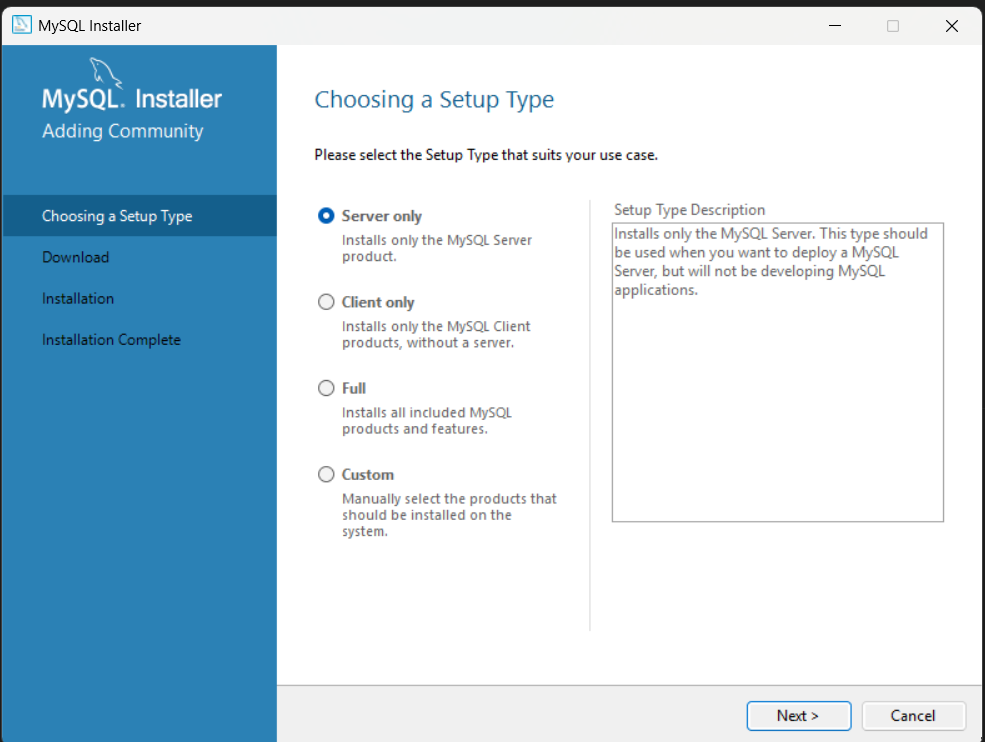 MySQL Installer
MySQL. Installer
Adding Community
Choosing a Setup Type
Download
Installation
Installation Complete
Choosing a Setup Type
Please select the Setup Type that suits your use case.
Server only
Installs only the MySQL Server
product.
Client only
Installs only the MySQL Client
products, without a server.
Full
Installs all included MySQL
products and features.
Custom
Manually select the products that
should be installed on the
system.
Setup Type Description
Installs only the MySQL Server. This type should
be used when you want to deploy a MySQL
Server, but will not be developing MySQL
applications.
Next >
Cancel